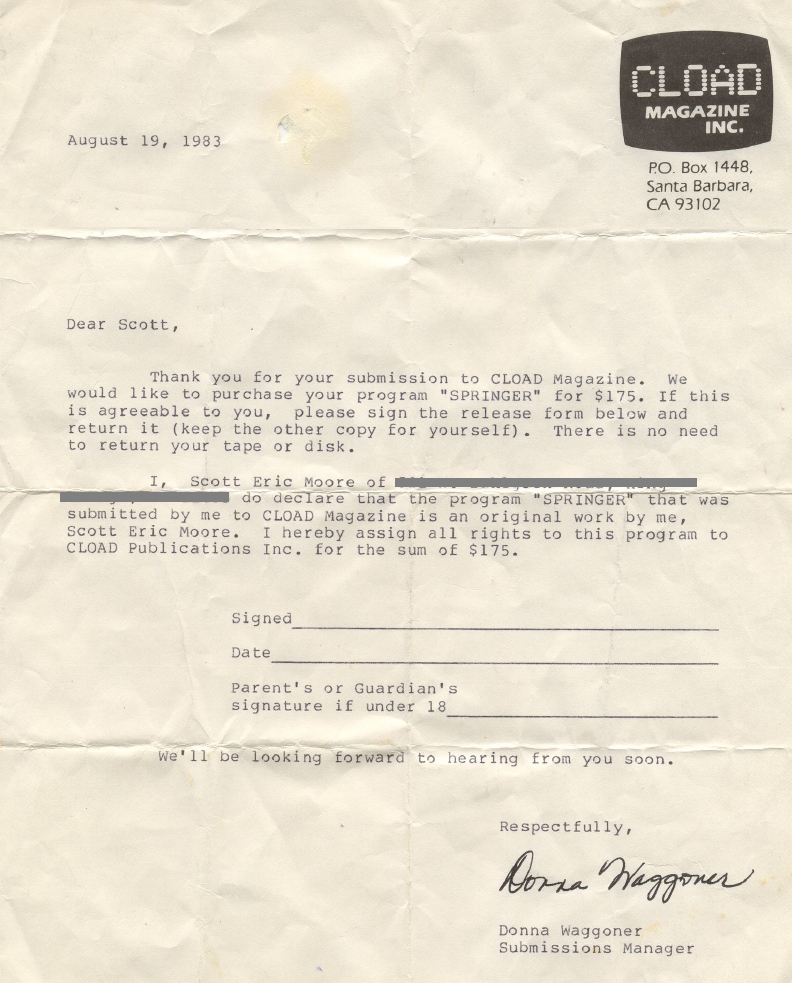 CLOAD
MAGAZINE
INC.
P.O. Box 1448,
Santa Barbara,
CA 93102
August 19, 1983
Dear Scott,
Thank you for your submission to CLOAD Magazine. We
would like to purchase your program "SPRINGER" for $175. If this
is agreeable to you, please sign the release form below and
return it (keep the other copy for yourself). There is no need
to return your tape or disk.
I, Scott Eric Moore of
do declare that the program "SPRINGER" that was
submitted by me to CLOAD Magazine is an original work by me,
Scott Eric Moore. I hereby assign all rights to this program to
CLOAD Publications Inc. for the sum of $175.
Signed
Date
Parent's or Guardian's
signature if under 18
We'll be looking forward to hearing from you soon.
Respectfully,
Donna Waggoner
Donna Waggoner
Submissions Manager